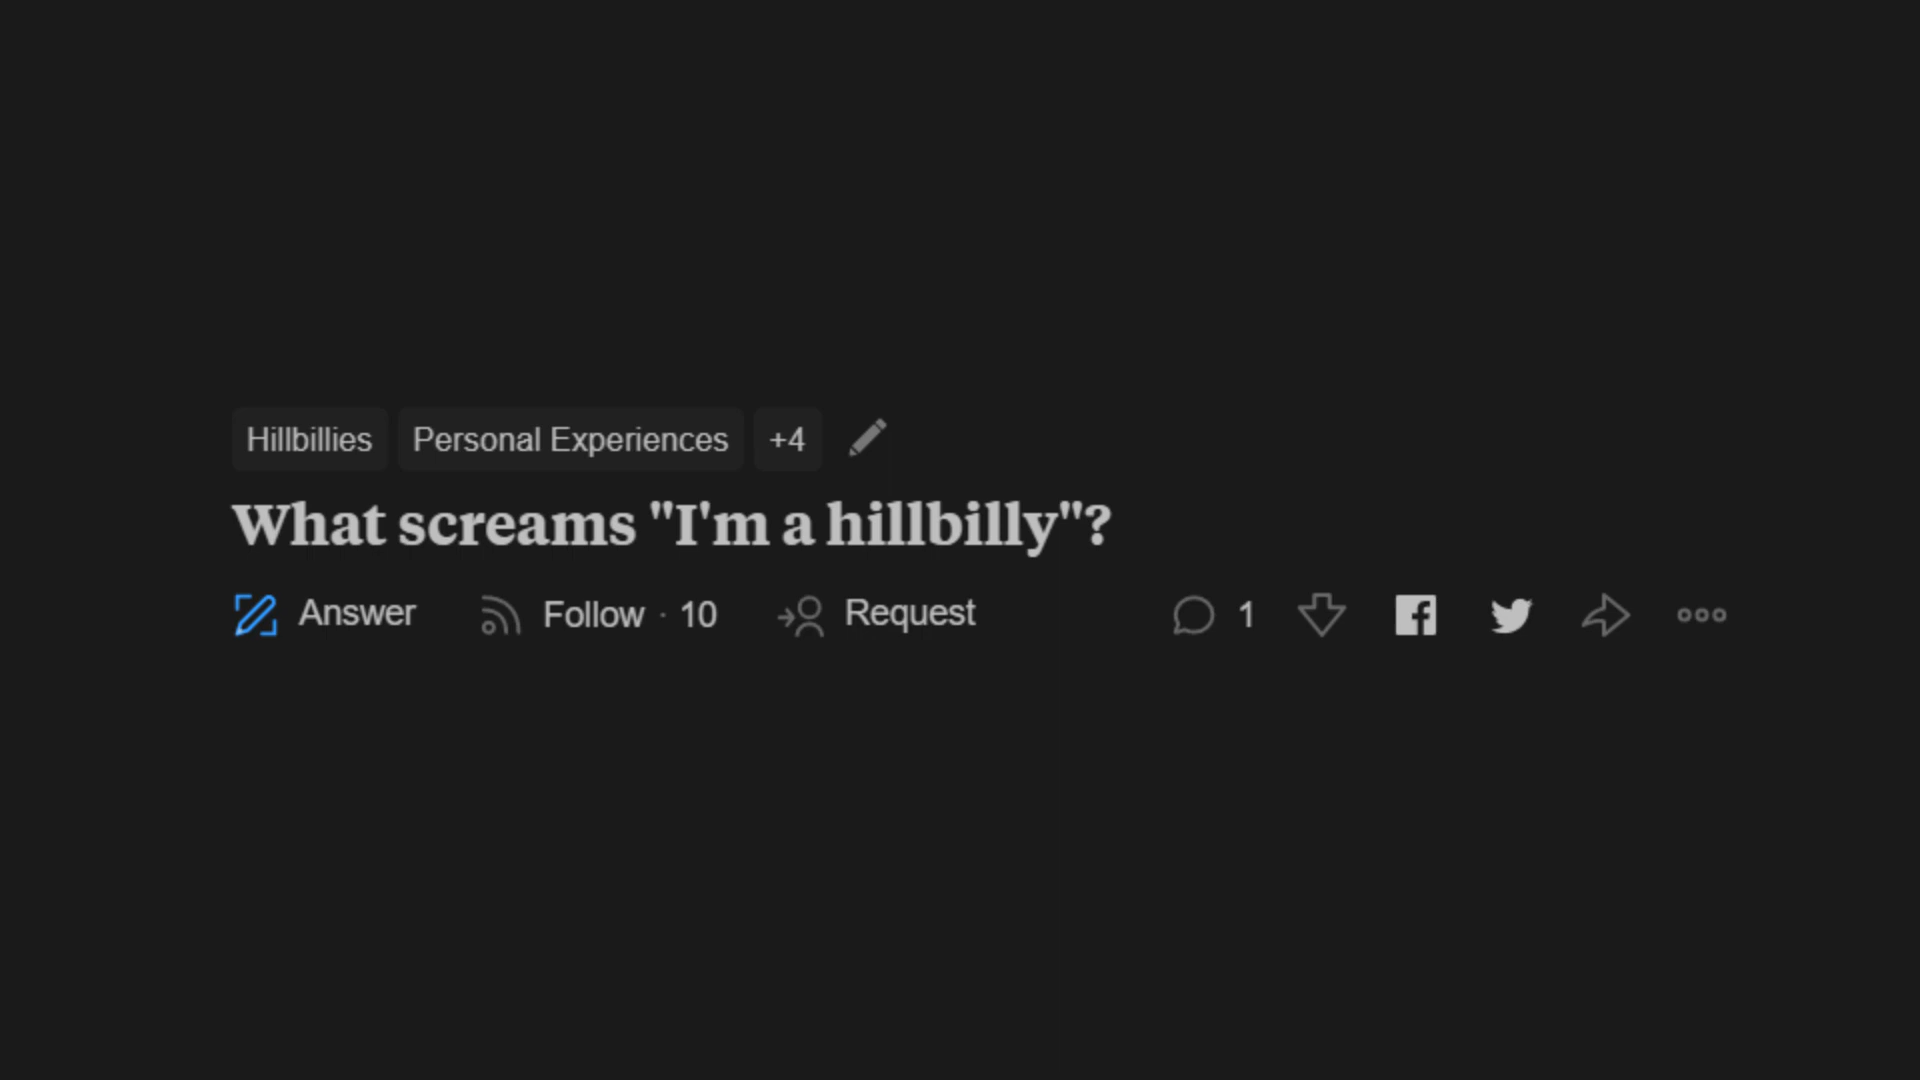 Hillbillies Personal Experiences +4
What screams "I'm a hillbilly"?
Answer Follow · 10 Request 1